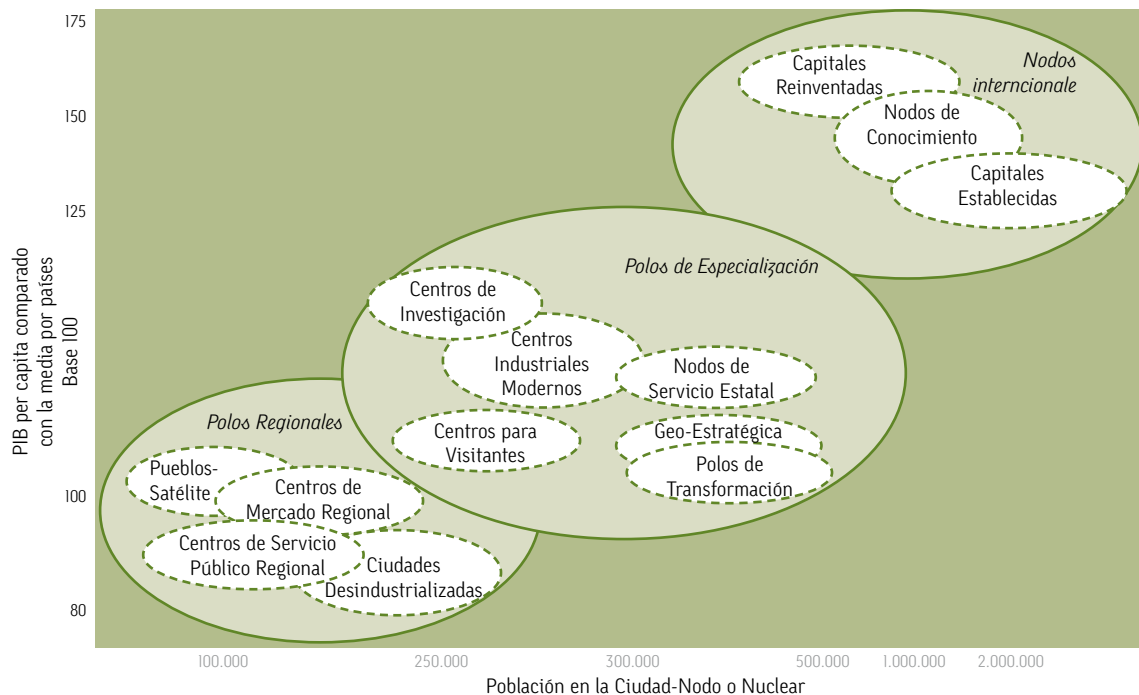 175
150
125
100
80
PIB per capita comparado
con la media por países
Base 100
Nodos
interncionale
Capitales
Reinventadas
Nodos de
Conocimiento
Capitales
Establecidas
Polos de Especialización
Centros de
Investigación
Centros
Industriales
Modernos
Nodos de
Servicio Estatal
Centros para
Visitantes
Geo-Estratégica
Polos de
Transformación
Polos Regionales
Pueblos-
Satélite
Centros de
Mercado Regional
Centros de Servicio
Público Regional
Ciudades
Desindustrializadas
100.000
250.000
300.000
500.000
1.000.000
2.000.000
Población en la Ciudad-Nodo o Nuclear